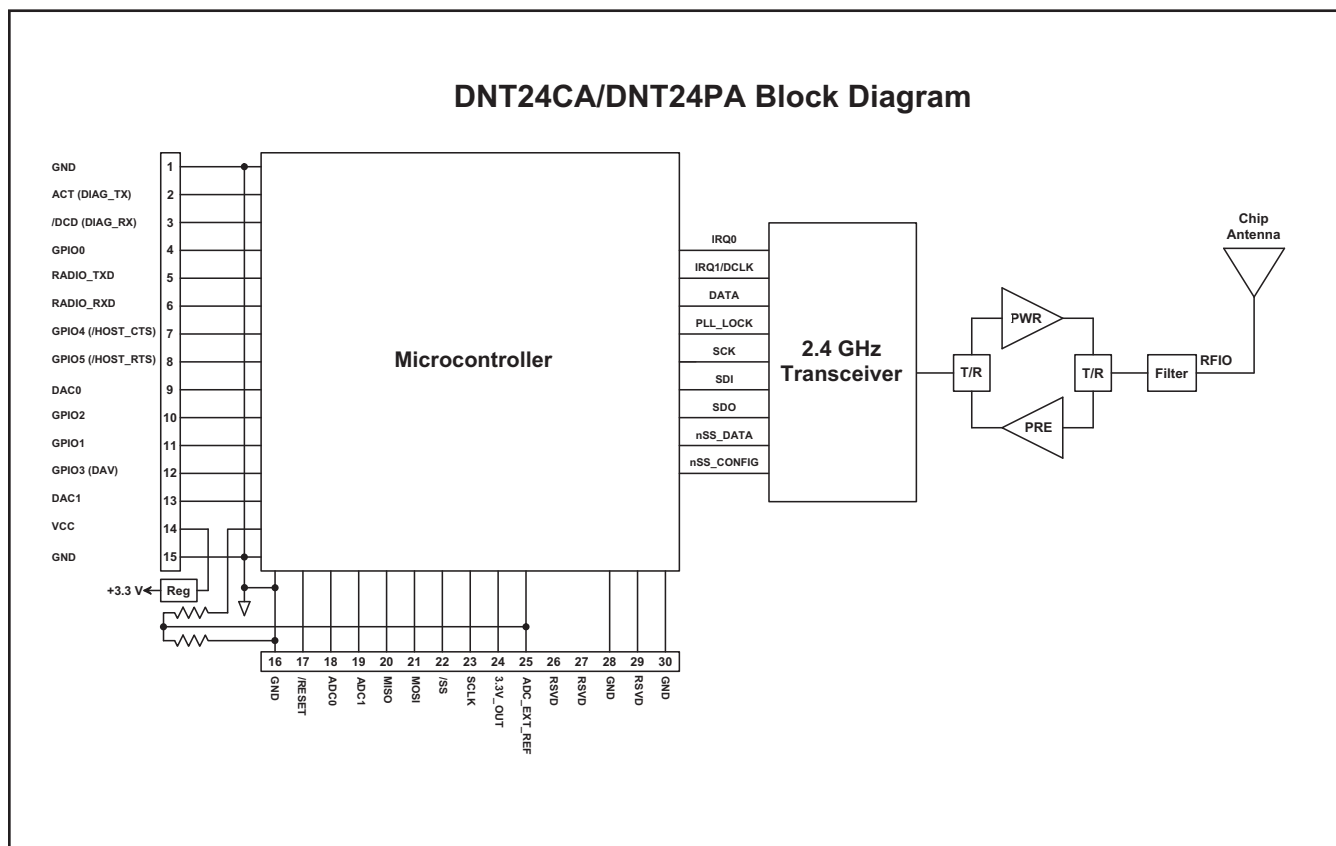 DNT24CA/DNT24PA Block Diagram
GND 1
ACT (DIAG_TX) 2
/DCD (DIAG_RX) 3
GPIO0 4
RADIO_TXD 5
RADIO_RXD 6
GPIO4 (/HOST_CTS) 7
GPIO5 (/HOST_RTS) 8
DAC0 9
GPIO2 10
GPIO1 11
GPIO3 (DAV) 12
DAC1 13
VCC 14
GND 15
+3.3 V
Reg
Microcontroller
IRQ0
IRQ1/DCLK
DATA
PLL_LOCK
SCK
SDI
SDO
nSS_DATA
nSS_CONFIG
2.4 GHz
Transceiver
T/R
PWR
PRE
T/R
Filter
RFIO
Chip
Antenna
16 17 18 19 20 21 22 23 24 25 26 27 28 29 30
GND
/RESET
ADC0
ADC1
MISO
MOSI
/SS
SCLK
3.3V_OUT
ADC_EXT_REF
RSVD
RSVD
GND
RSVD
GND